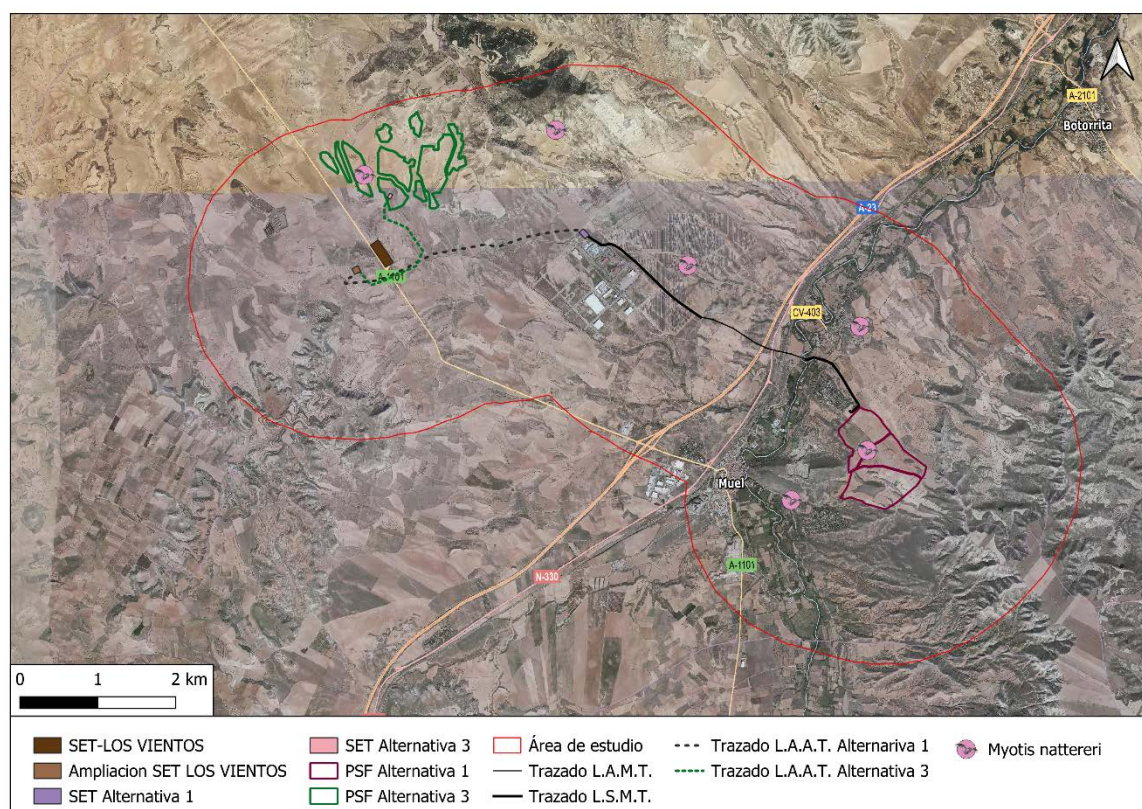 A-2101
Botorrita
A-23
A-1101
CV-403
Muel
A-1101
N-330
0 1 2 km
SET-LOS VIENTOS
Ampliacion SET LOS VIENTOS
SET Alternativa 1
SET Alternativa 3
PSF Alternativa 1
PSF Alternativa 3
Área de estudio
Trazado L.A.M.T.
Trazado L.S.M.T.
Trazado L.A.A.T. Alternariva 1
Trazado L.A.A.T. Alternativa 3
Myotis nattereri